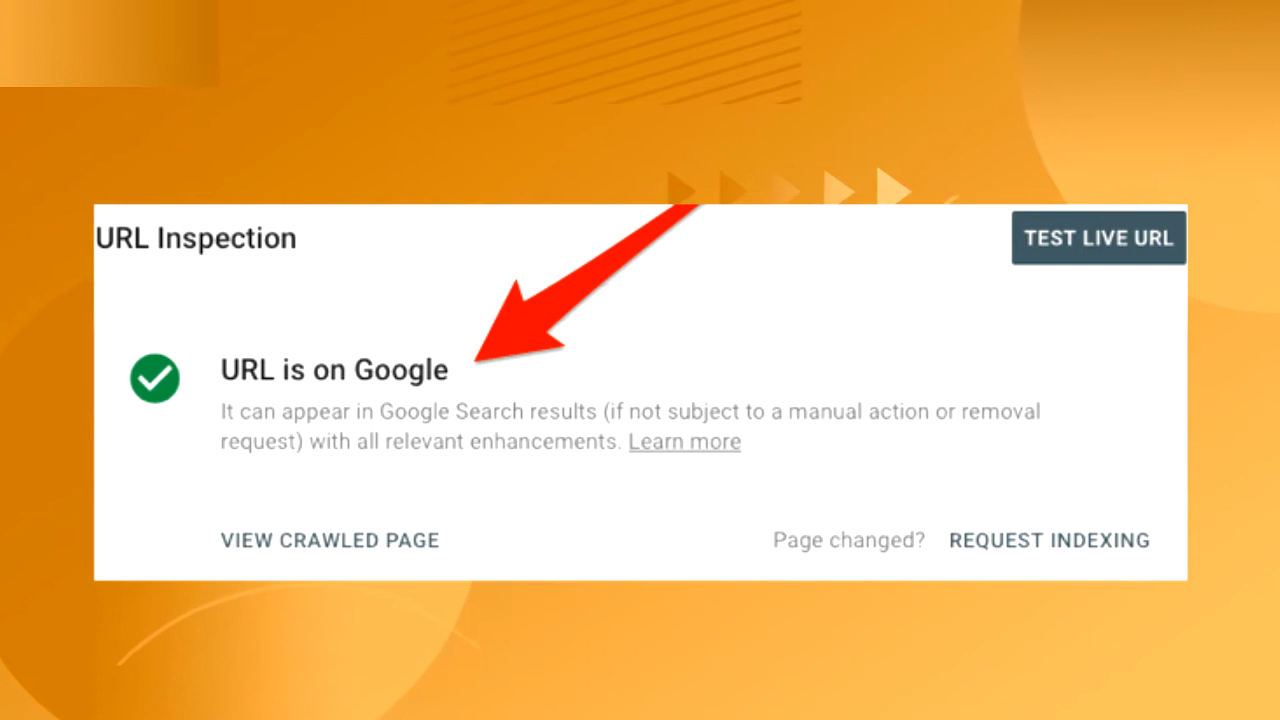 URL Inspection
TEST LIVE URL
URL is on Google
It can appear in Google Search results (if not subject to a manual action or removal
request) with all relevant enhancements. Learn more
VIEW CRAWLED PAGE
Page changed? REQUEST INDEXING